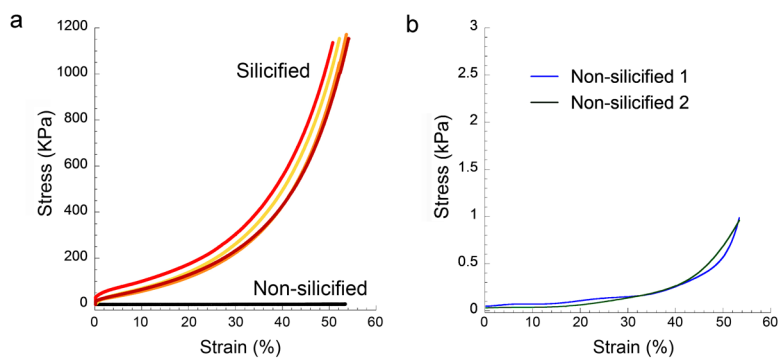 a
1200
1000
800
600
400
200
0
Stress (KPa)
Silicified
Non-silicified
0 10 20 30 40 50 60
Strain (%)
b
3
2.5
2
1.5
1
0.5
0
Stress (kPa)
Non-silicified 1
Non-silicified 2
0 10 20 30 40 50 60
Strain (%)